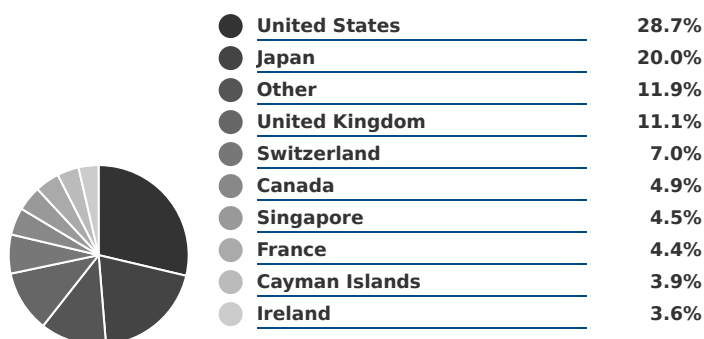 United States 28.7%
Japan 20.0%
Other 11.9%
United Kingdom 11.1%
Switzerland 7.0%
Canada 4.9%
Singapore 4.5%
France 4.4%
Cayman Islands 3.9%
Ireland 3.6%